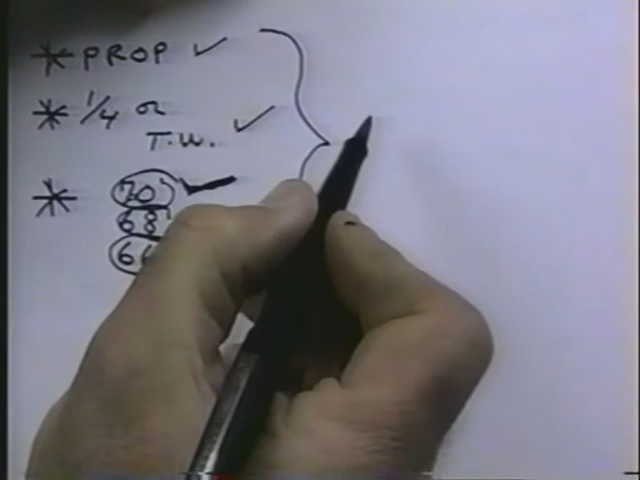 * PROP ✓
* 1/4 or
T.W. ✓
* 70' ✓
68'